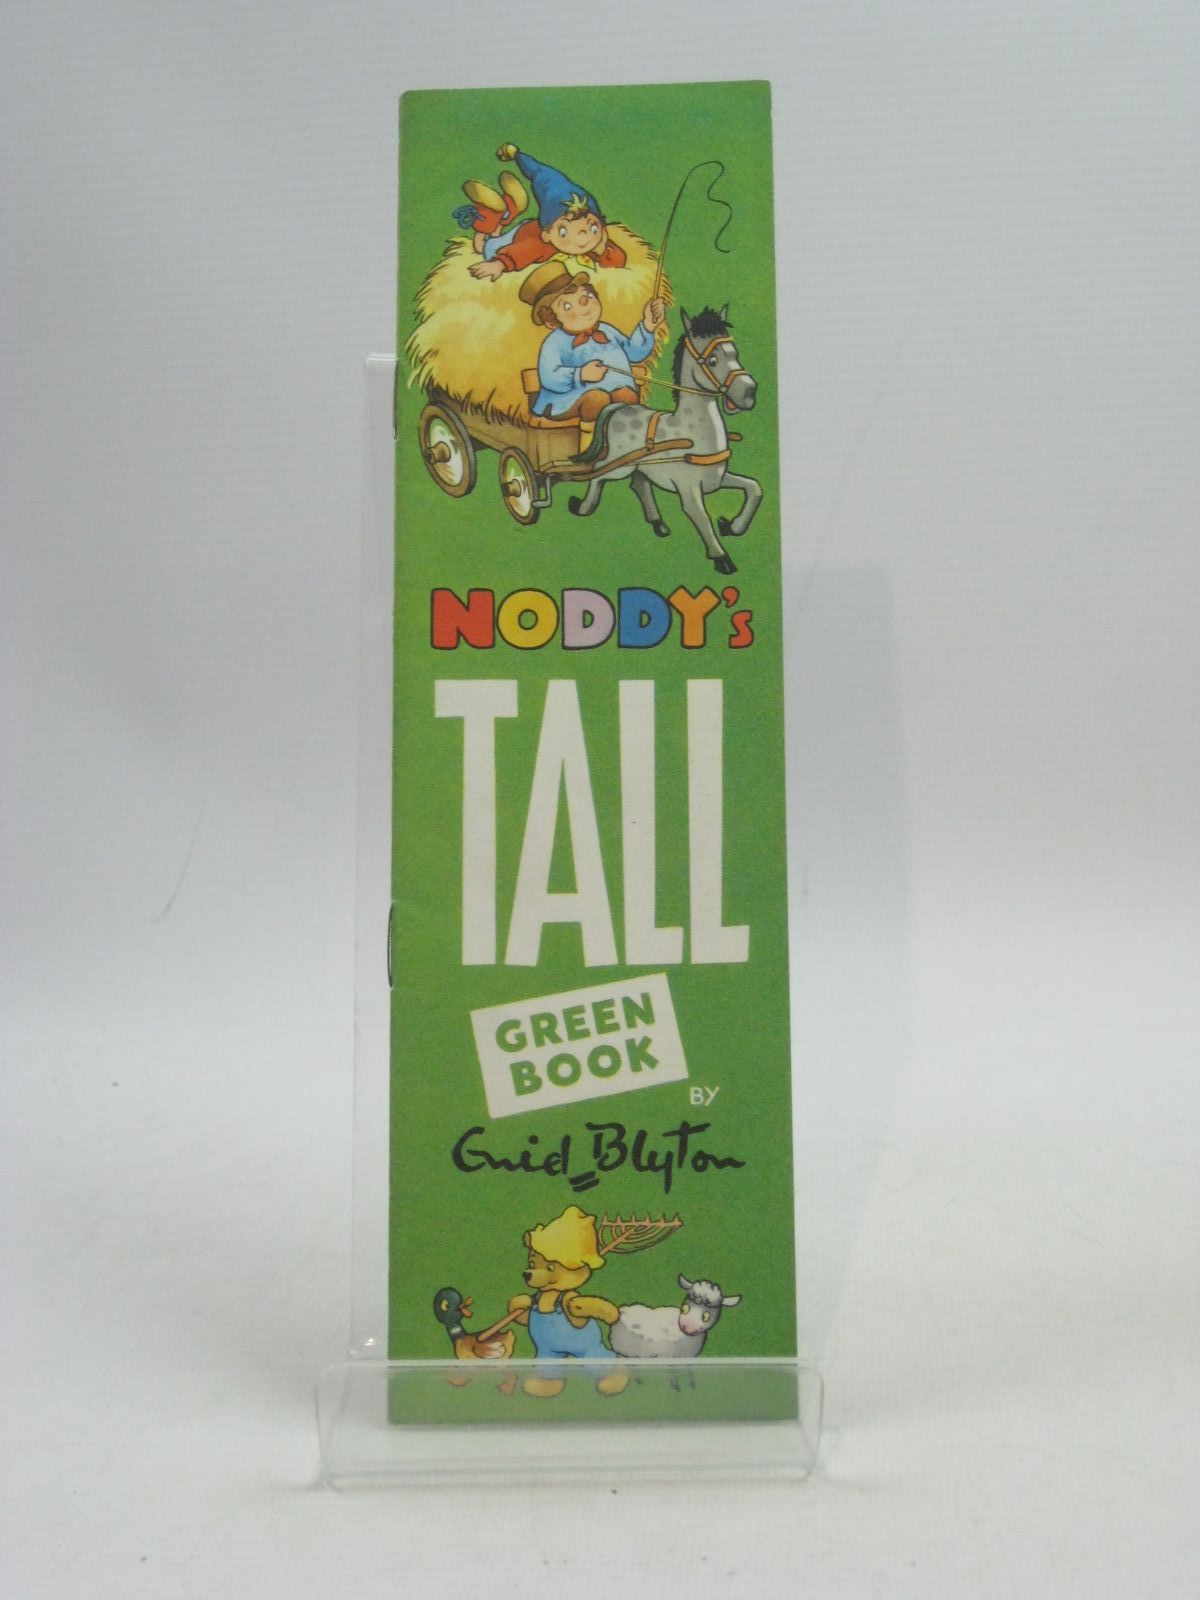 NODDY's
TALL
GREEN
BOOK
BY
Enid Blyton